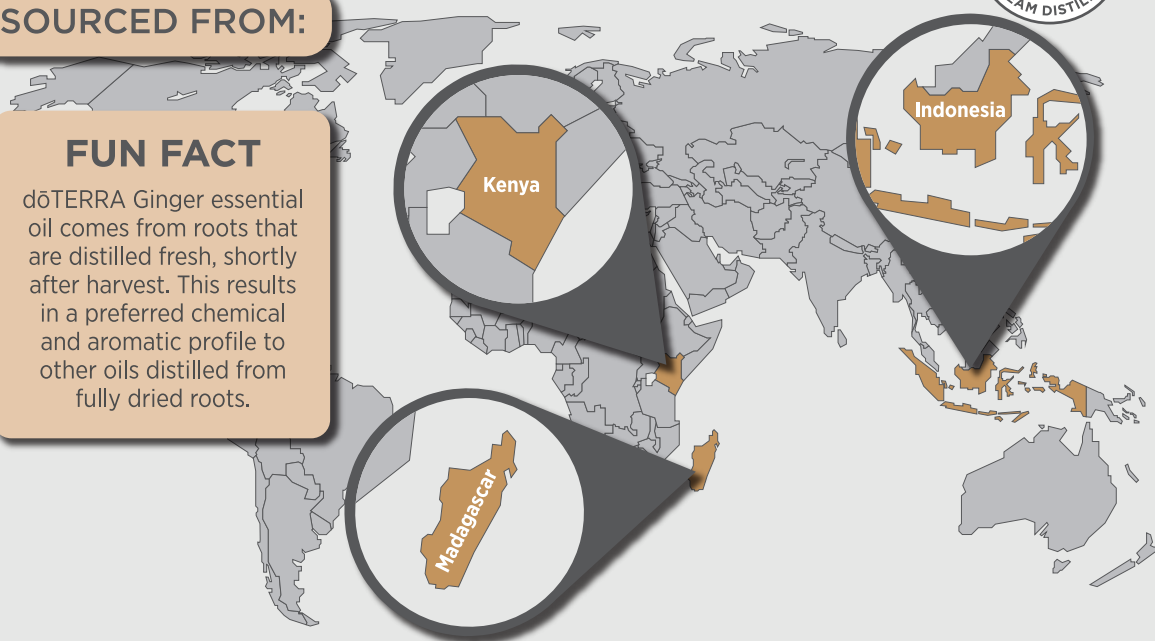 SOURCED FROM:
FUN FACT
dōTERRA Ginger essential
oil comes from roots that
are distilled fresh, shortly
after harvest. This results
in a preferred chemical
and aromatic profile to
other oils distilled from
fully dried roots.
Kenya
Indonesia
Madagascar